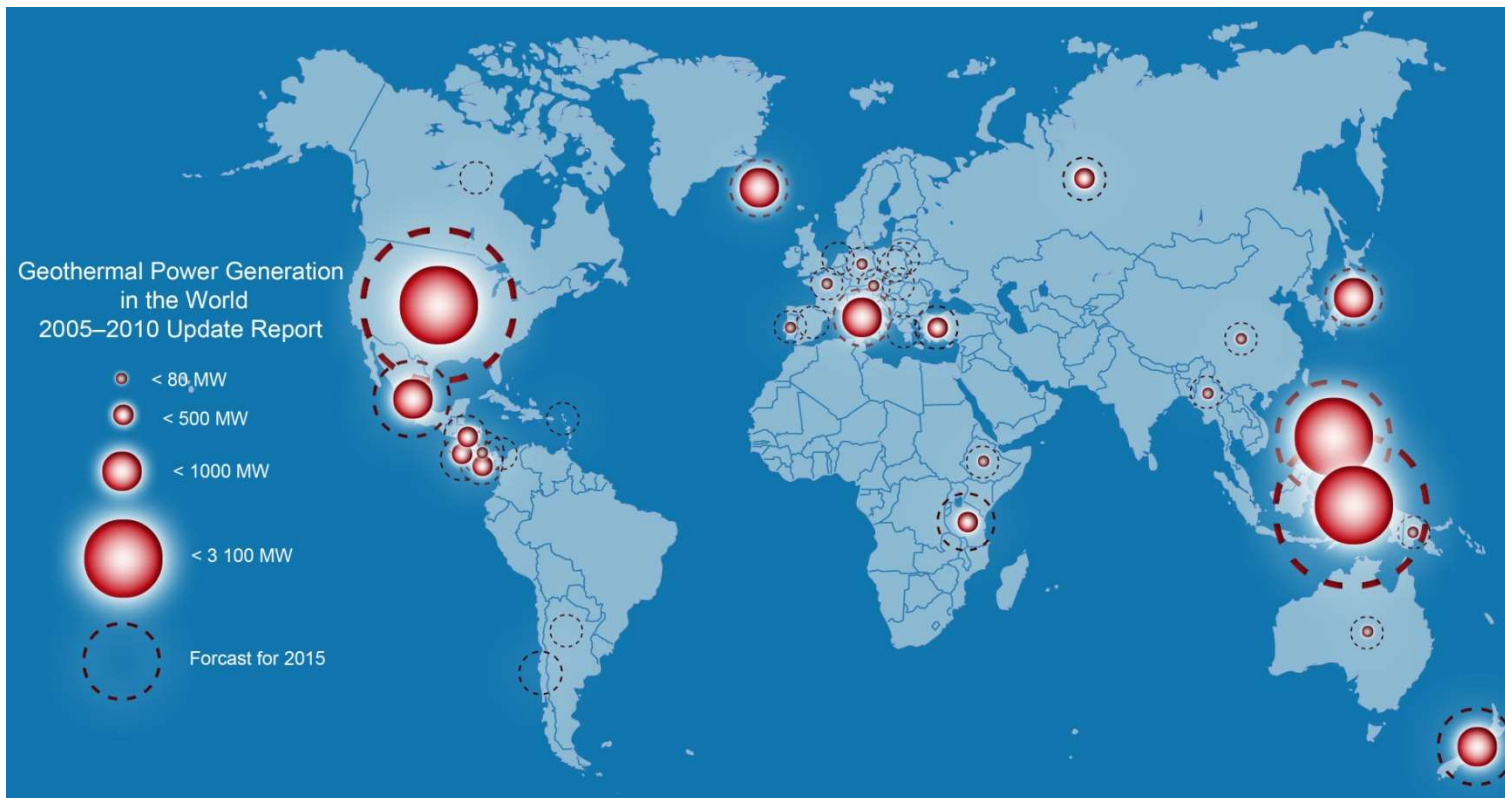 Geothermal Power Generation
in the World
2005–2010 Update Report
< 80 MW
< 500 MW
< 1000 MW
< 3 100 MW
Forcast for 2015